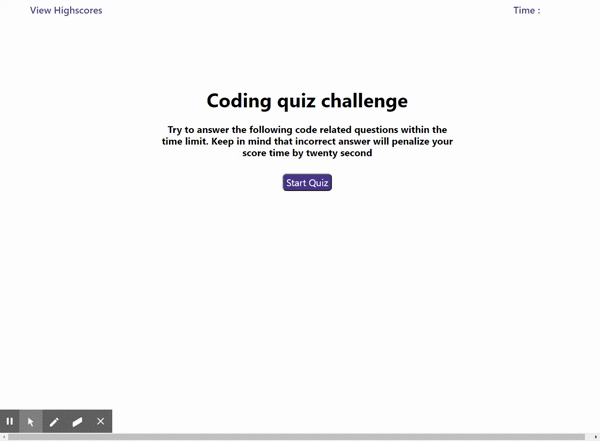 View Highscores
Time :
Coding quiz challenge
Try to answer the following code related questions within the
time limit. Keep in mind that incorrect answer will penalize your
score time by twenty second
Start Quiz